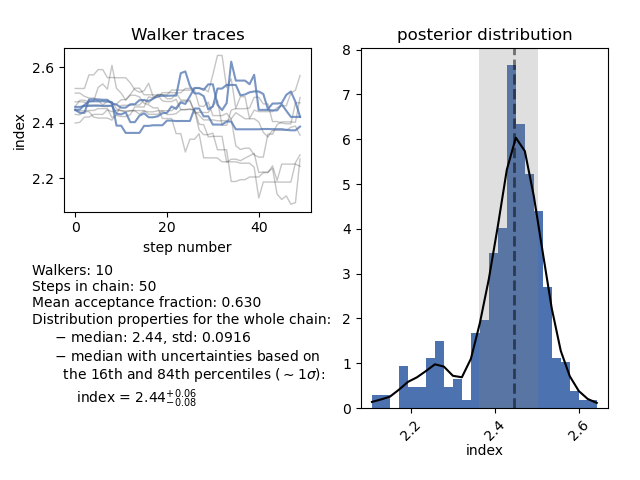 Walker traces
2.6
2.4
2.2
index
0
20
40
step number
Walkers: 10
Steps in chain: 50
Mean acceptance fraction: 0.630
Distribution properties for the whole chain:
− median: 2.44, std: 0.0916
− median with uncertainties based on
the 16th and 84th percentiles (∼1σ):
index = 2.44+0.06−0.08
posterior distribution
8
7
6
5
4
3
2
1
0
2.2
2.4
2.6
index